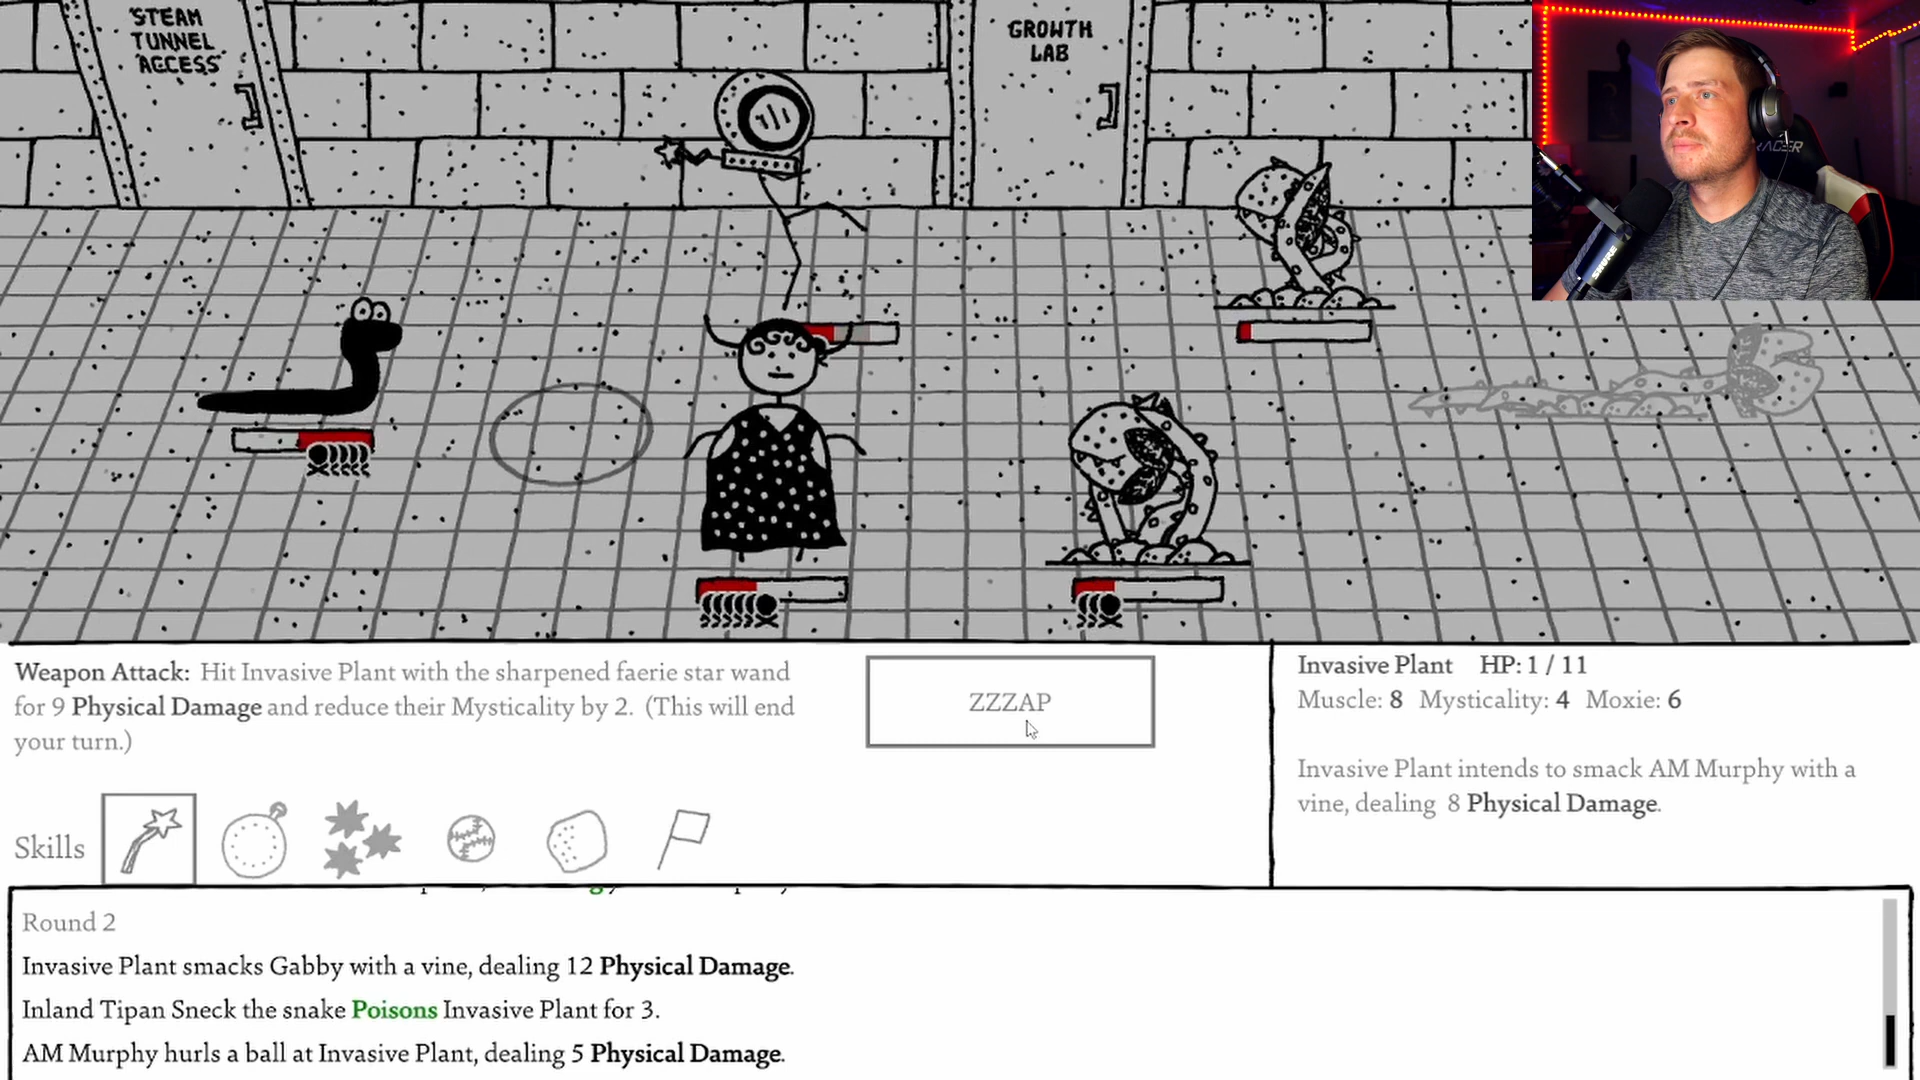 STEAM
TUNNEL
ACCESS
GROWTH
LAB
Weapon Attack: Hit Invasive Plant with the sharpened faerie star wand
for 9 Physical Damage and reduce their Mysticality by 2. (This will end
your turn.)
ZZZAP
Invasive Plant HP: 1 / 11
Muscle: 8 Mysticality: 4 Moxie: 6
Invasive Plant intends to smack AM Murphy with a
vine, dealing 8 Physical Damage.
Skills
Round 2
Invasive Plant smacks Gabby with a vine, dealing 12 Physical Damage.
Inland Tipan Sneck the snake Poisons Invasive Plant for 3.
AM Murphy hurls a ball at Invasive Plant, dealing 5 Physical Damage.